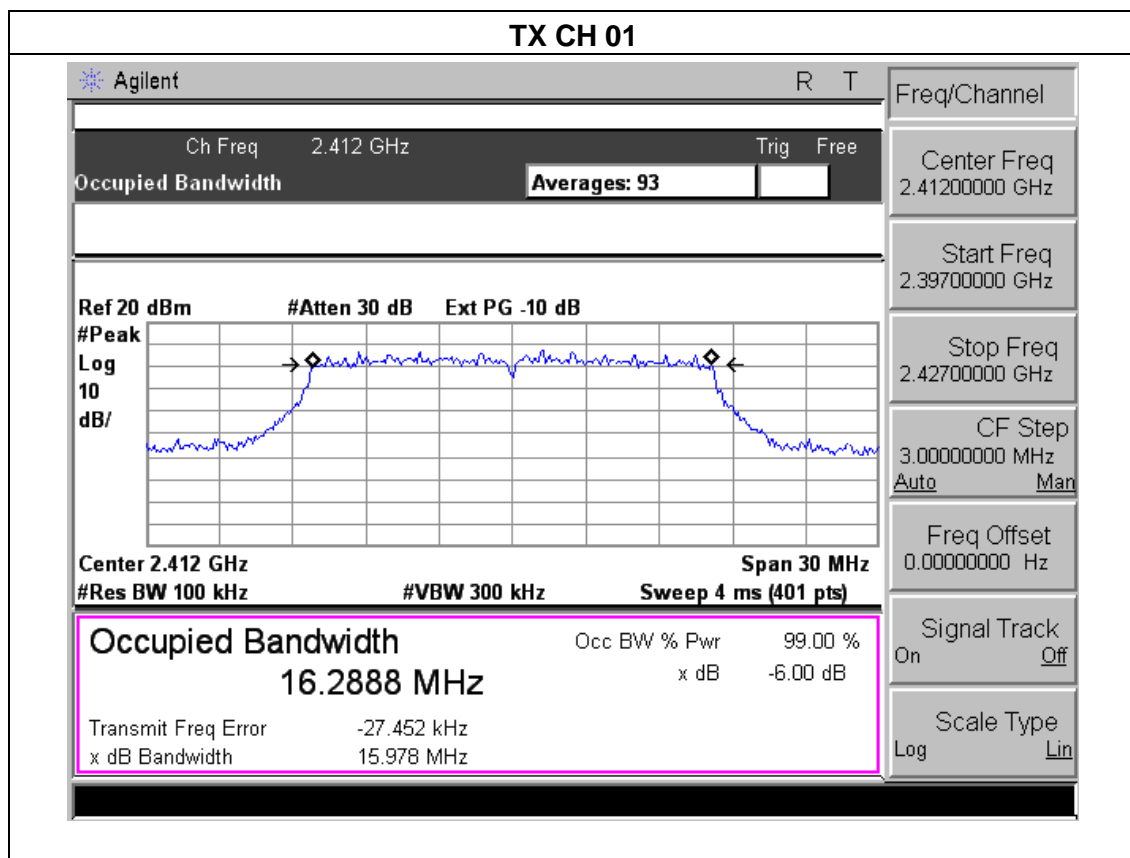 TX CH 01
Agilent R T
Ch Freq 2.412 GHz Trig Free
Occupied Bandwidth Averages: 93
Ref 20 dBm #Atten 30 dB Ext PG -10 dB
#Peak
Log
10
dB/
Center 2.412 GHz Span 30 MHz
#Res BW 100 kHz #VBW 300 kHz Sweep 4 ms (401 pts)
Occupied Bandwidth Occ BW % Pwr 99.00 %
16.2888 MHz x dB -6.00 dB
Transmit Freq Error -27.452 kHz
x dB Bandwidth 15.978 MHz
Freq/Channel
Center Freq
2.41200000 GHz
Start Freq
2.39700000 GHz
Stop Freq
2.42700000 GHz
CF Step
3.00000000 MHz
Auto Man
Freq Offset
0.00000000 Hz
Signal Track
On Off
Scale Type
Log Lin